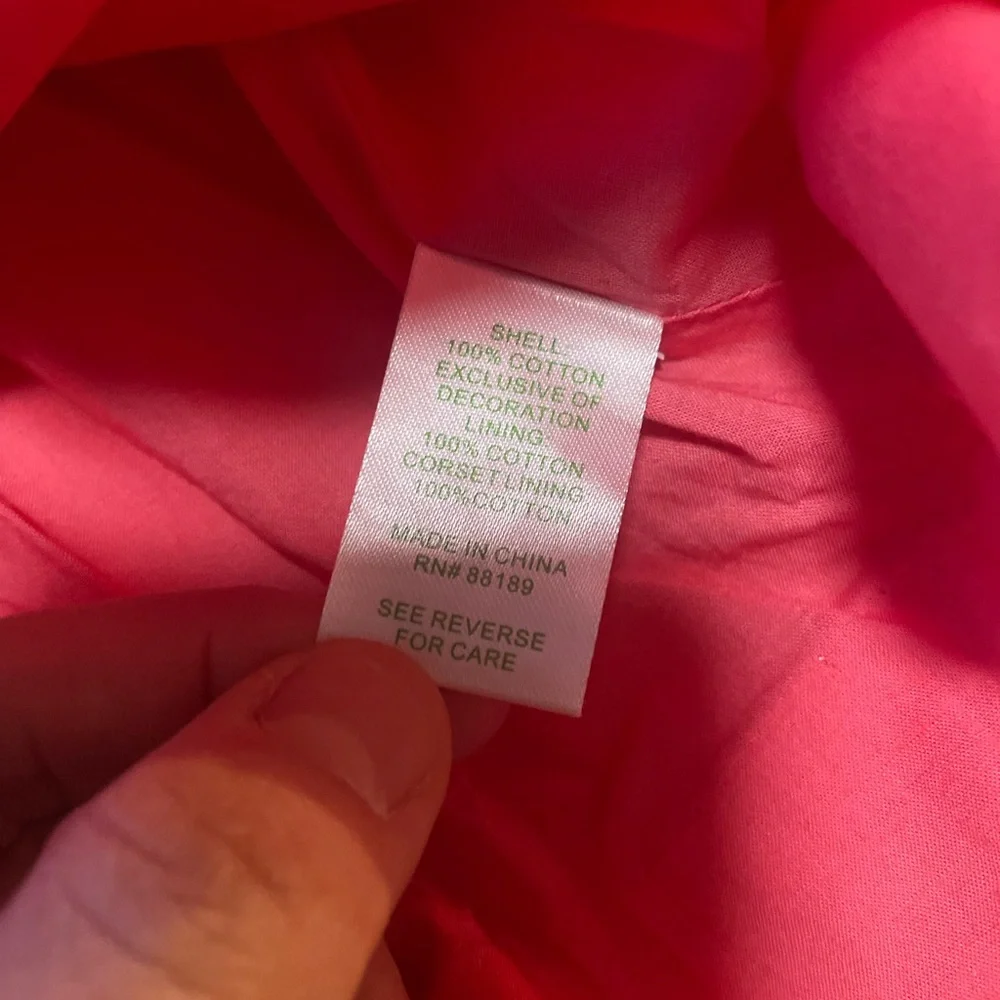 SHELL
100% COTTON
EXCLUSIVE OF
DECORATION
LINING
100% COTTON
CORSET LINING
100% COTTON
MADE IN CHINA
RN# 88189
SEE REVERSE
FOR CARE